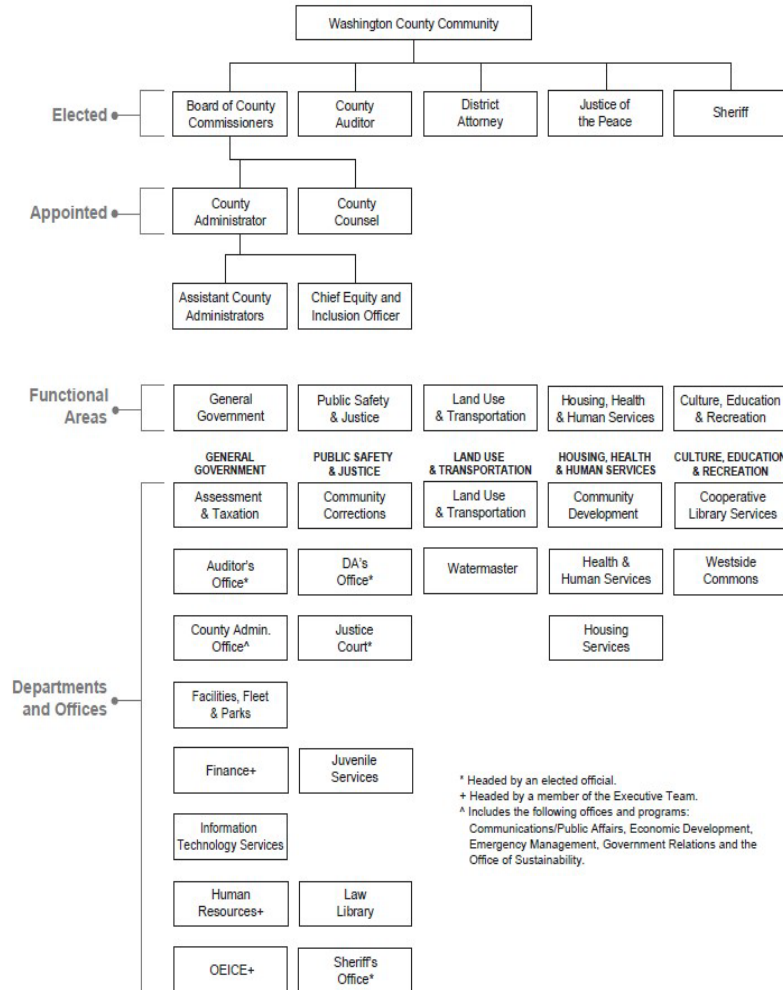 Washington County Community
Elected
Board of County
Commissioners
County
Auditor
District
Attorney
Justice of
the Peace
Sheriff
Appointed
County
Administrator
County
Counsel
Assistant County
Administrators
Chief Equity and
Inclusion Officer
Functional
Areas
General
Government
Public Safety
& Justice
Land Use
& Transportation
Housing, Health
& Human Services
Culture, Education
& Recreation
GENERAL
GOVERNMENT
PUBLIC SAFETY
& JUSTICE
LAND USE
& TRANSPORTATION
HOUSING, HEALTH
& HUMAN SERVICES
CULTURE, EDUCATION
& RECREATION
Departments
and Offices
Assessment
& Taxation
Community
Corrections
Land Use
& Transportation
Community
Development
Cooperative
Library Services
Auditor's
Office*
DA's
Office*
Watermaster
Health &
Human Services
Westside
Commons
County Admin.
Office^
Justice
Court*
Housing
Services
Facilities, Fleet
& Parks
Finance+
Juvenile
Services
Information
Technology Services
Human
Resources+
Law
Library
OEICE+
Sheriff's
Office*
* Headed by an elected official.
+ Headed by a member of the Executive Team.
^ Includes the following offices and programs:
Communications/Public Affairs, Economic Development,
Emergency Management, Government Relations and the
Office of Sustainability.